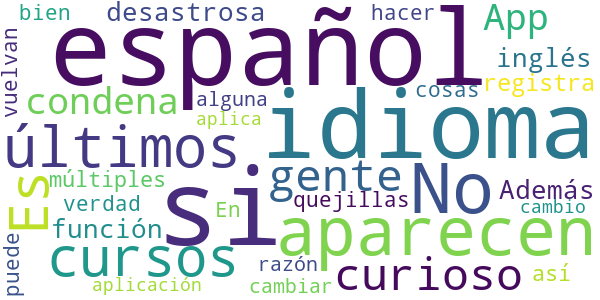 bien desastrosa hacer
español App
vuelvan inglés
condena alguna cosas registra
aplica
idioma
últimos gente No
Es múltiples quejillas Además
verdad En si aparecen cambio
función
cursos razón curioso así
puede aplicación cambiar